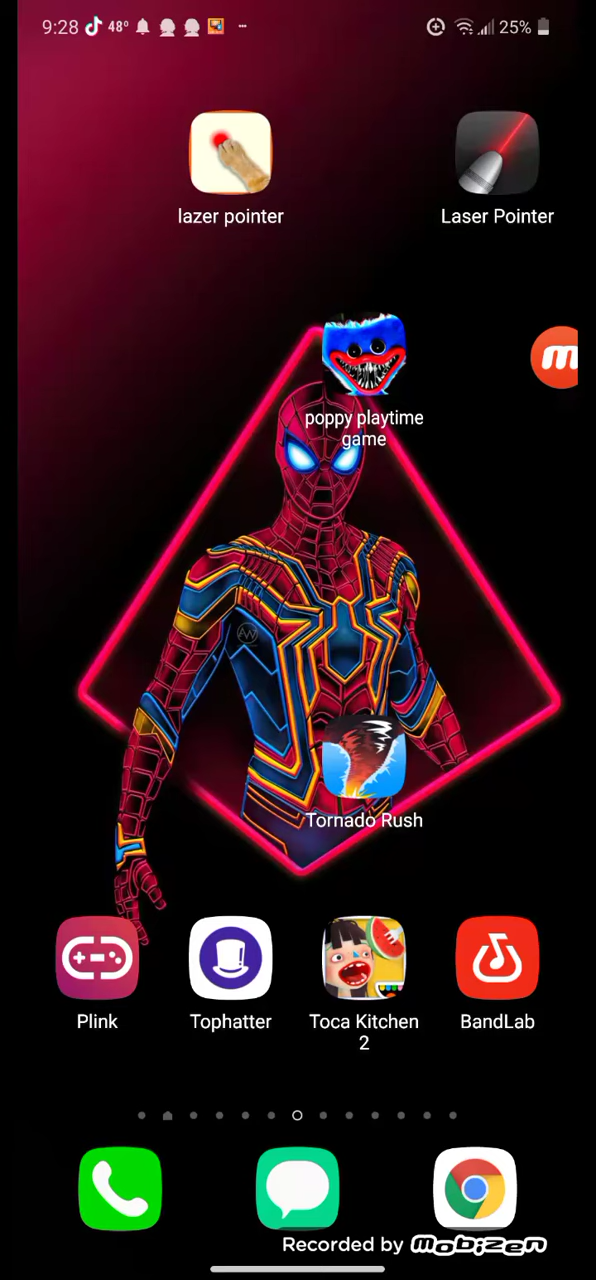 9:28 48° 25%
lazer pointer Laser Pointer
m
poppy playtime
game
AW
Tornado Rush
Plink Tophatter Toca Kitchen BandLab
2
Recorded by mobizen